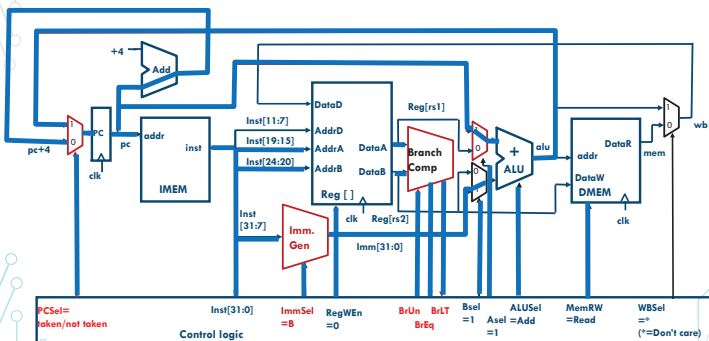 +4
Add
1
0
pc+4
PC
clk
pc
addr
inst
IMEM
Inst[11:7]
Inst[19:15]
Inst[24:20]
Inst
[31:7]
DataD
AddrD
AddrA
AddrB
DataA
DataB
Reg [ ]
clk
Imm.
Gen
Imm[31:0]
Reg[rs1]
Reg[rs2]
Branch
Comp
0
0
+
ALU
alu
addr
DataW
DataR
DMEM
clk
mem
1
0
wb
PCSel=
taken/not taken
Inst[31:0]
Control logic
ImmSel
=B
RegWEn
=0
BrUn
BrEq
BrLT
Bsel
=1
Asel
=1
ALUSel
=Add
MemRW
=Read
WBSel
=*
(*=Don't care)